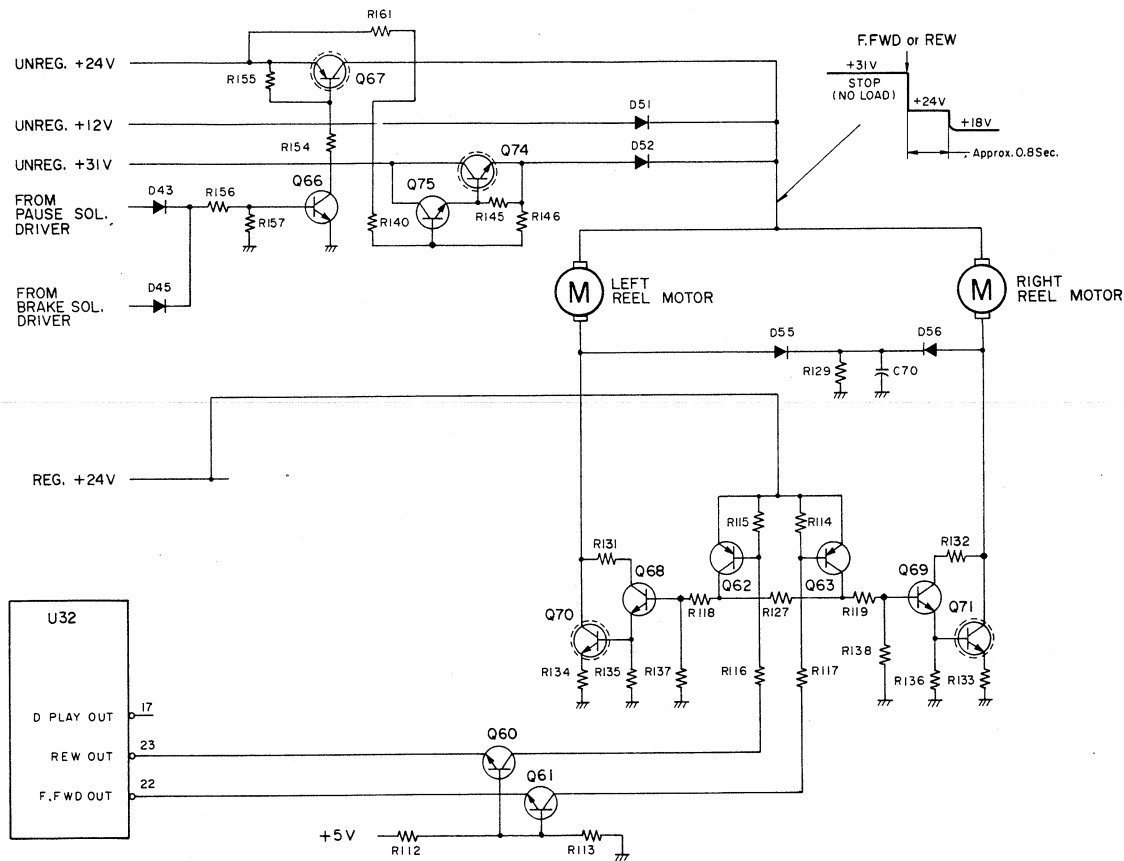 R161
F.FWD or REW
UNREG. +24V
R155
Q67
+31V
STOP
(NO LOAD)
+24V
+18V
Approx. 0.8Sec.
UNREG. +12V
D51
R154
UNREG. +31V
Q74
D52
Q66
Q75
FROM
PAUSE SOL.
DRIVER
D43
R156
R157
R140
R145
R146
FROM
BRAKE SOL.
DRIVER
D45
M
LEFT
REEL MOTOR
M
RIGHT
REEL MOTOR
D55
D56
R129
C70
REG. +24V
R115
R114
R131
R132
Q68
Q62
Q63
Q69
Q70
R118
R127
R119
Q71
R134
R135
R137
R116
R117
R138
R136
R133
U32
D PLAY OUT
17
REW OUT
23
Q60
F.FWD OUT
22
Q61
+5V
R112
R113